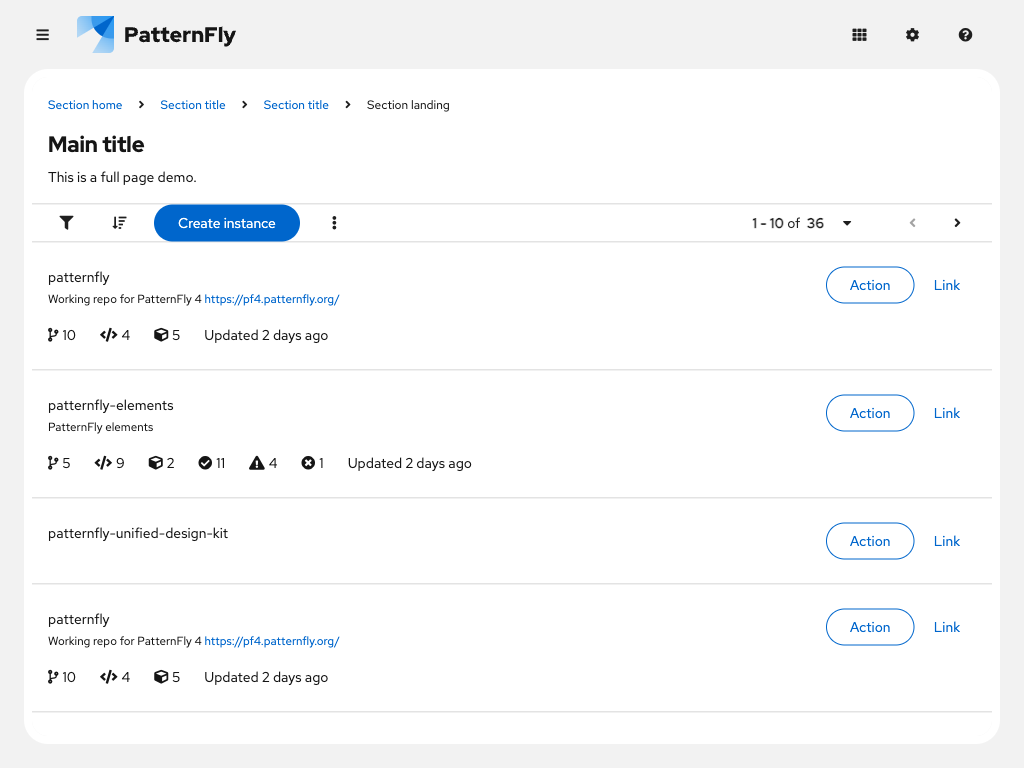 PatternFly
Section home Section title Section title Section landing
Main title
This is a full page demo.
Create instance 1 - 10 of 36
patternfly
Working repo for PatternFly 4 https://pf4.patternfly.org/
Action Link
10 4 5 Updated 2 days ago
patternfly-elements
PatternFly elements
Action Link
5 9 2 11 4 1 Updated 2 days ago
patternfly-unified-design-kit
Action Link
patternfly
Working repo for PatternFly 4 https://pf4.patternfly.org/
Action Link
10 4 5 Updated 2 days ago